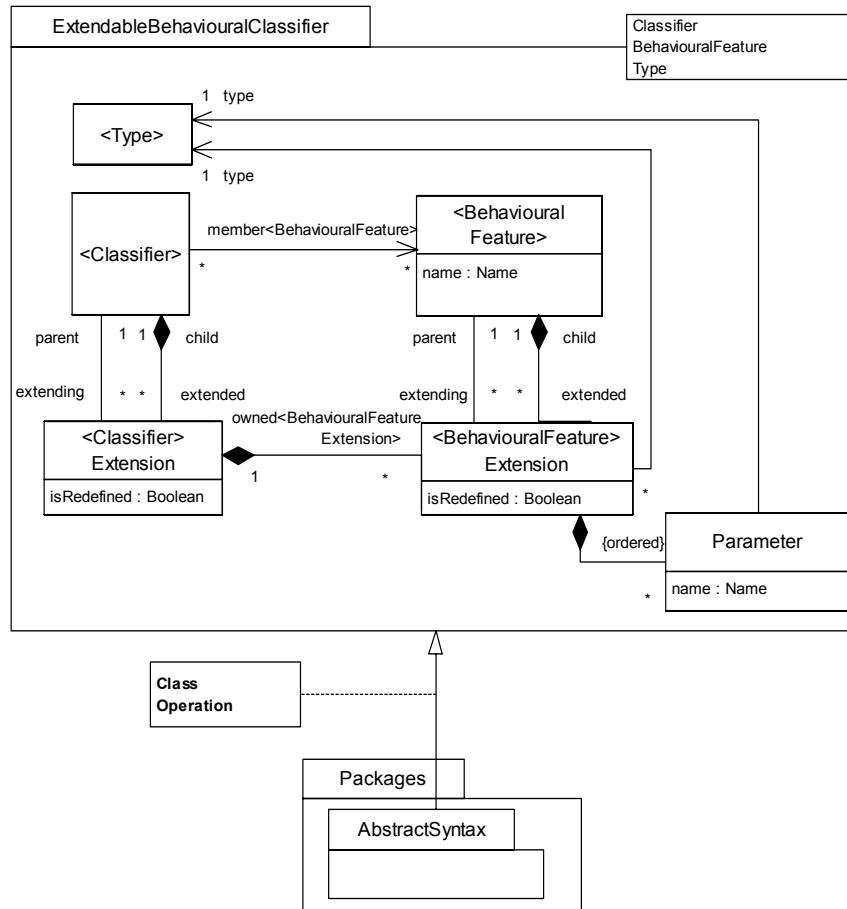 ExtendableBehaviouralClassifier
Classifier
BehaviouralFeature
Type
1 type
<Type>
1 type
<Behavioural
Feature>
member<BehaviouralFeature>
<Classifier>
* *
name : Name
parent 1 1 child
parent 1 1 child
extending * * extended
extending * * extended
owned<BehaviouralFeature
Extension>
<Classifier>
Extension
<BehaviouralFeature>
Extension
1 *
isRedefined : Boolean
isRedefined : Boolean
*
{ordered}
Parameter
*
name : Name
Class
Operation
Packages
AbstractSyntax